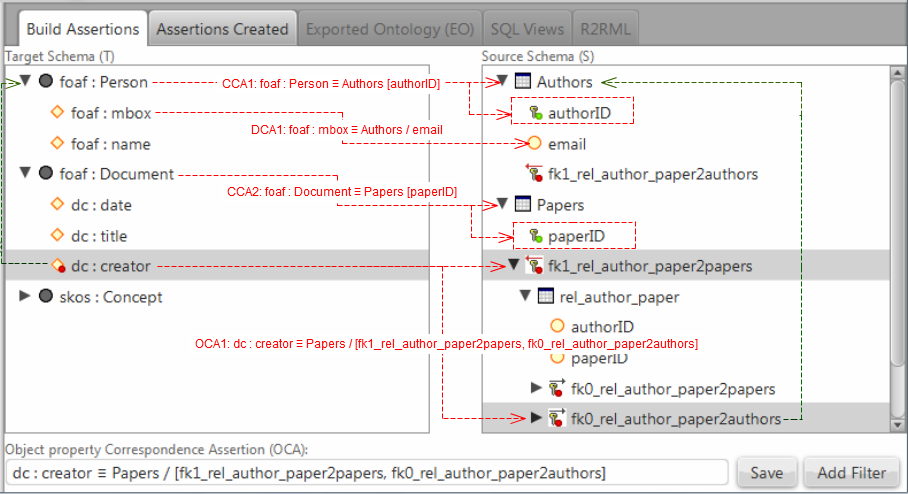 Build Assertions Assertions Created Exported Ontology (EO) SQL Views R2RML
Target Schema (T) Source Schema (S)
foaf : Person CCA1: foaf : Person ≡ Authors [authorID] Authors
foaf : mbox authorID
DCA1: foaf : mbox ≡ Authors / email
foaf : name email
foaf : Document fk1_rel_author_paper2authors
CCA2: foaf : Document ≡ Papers [paperID]
dc : date Papers
dc : title paperID
dc : creator fk1_rel_author_paper2papers
skos : Concept rel_author_paper
authorID
OCA1: dc : creator ≡ Papers / [fk1_rel_author_paper2papers, fk0_rel_author_paper2authors]
paperID
fk0_rel_author_paper2papers
fk0_rel_author_paper2authors
Object property Correspondence Assertion (OCA):
dc : creator ≡ Papers / [fk1_rel_author_paper2papers, fk0_rel_author_paper2authors] Save Add Filter